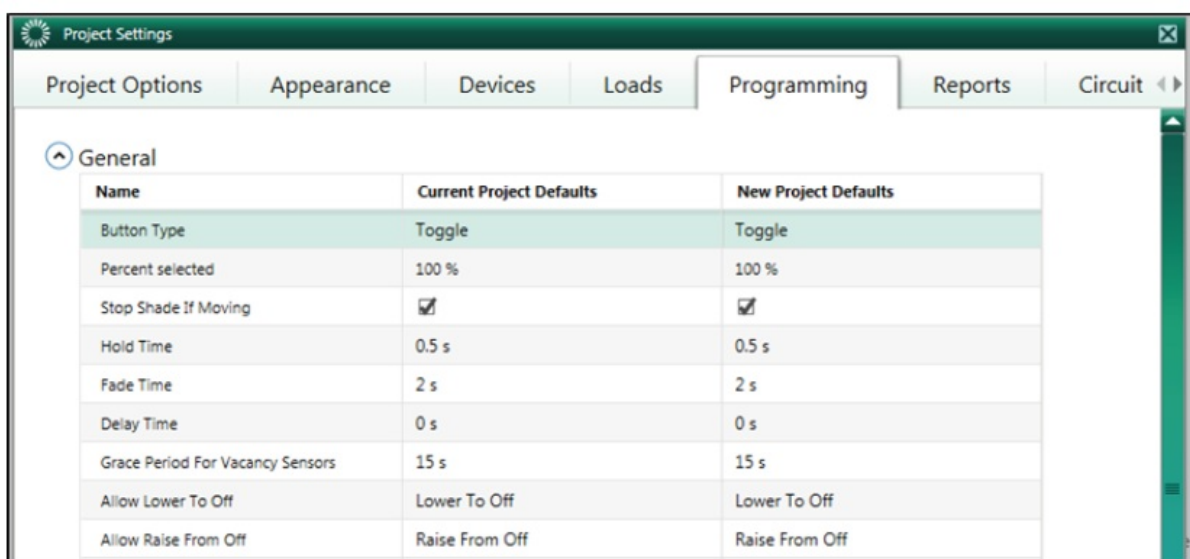 Project Settings
Project Options Appearance Devices Loads Programming Reports Circuit
General
Name Current Project Defaults New Project Defaults
Button Type Toggle Toggle
Percent selected 100 % 100 %
Stop Shade If Moving
Hold Time 0.5 s 0.5 s
Fade Time 2 s 2 s
Delay Time 0 s 0 s
Grace Period For Vacancy Sensors 15 s 15 s
Allow Lower To Off Lower To Off Lower To Off
Allow Raise From Off Raise From Off Raise From Off